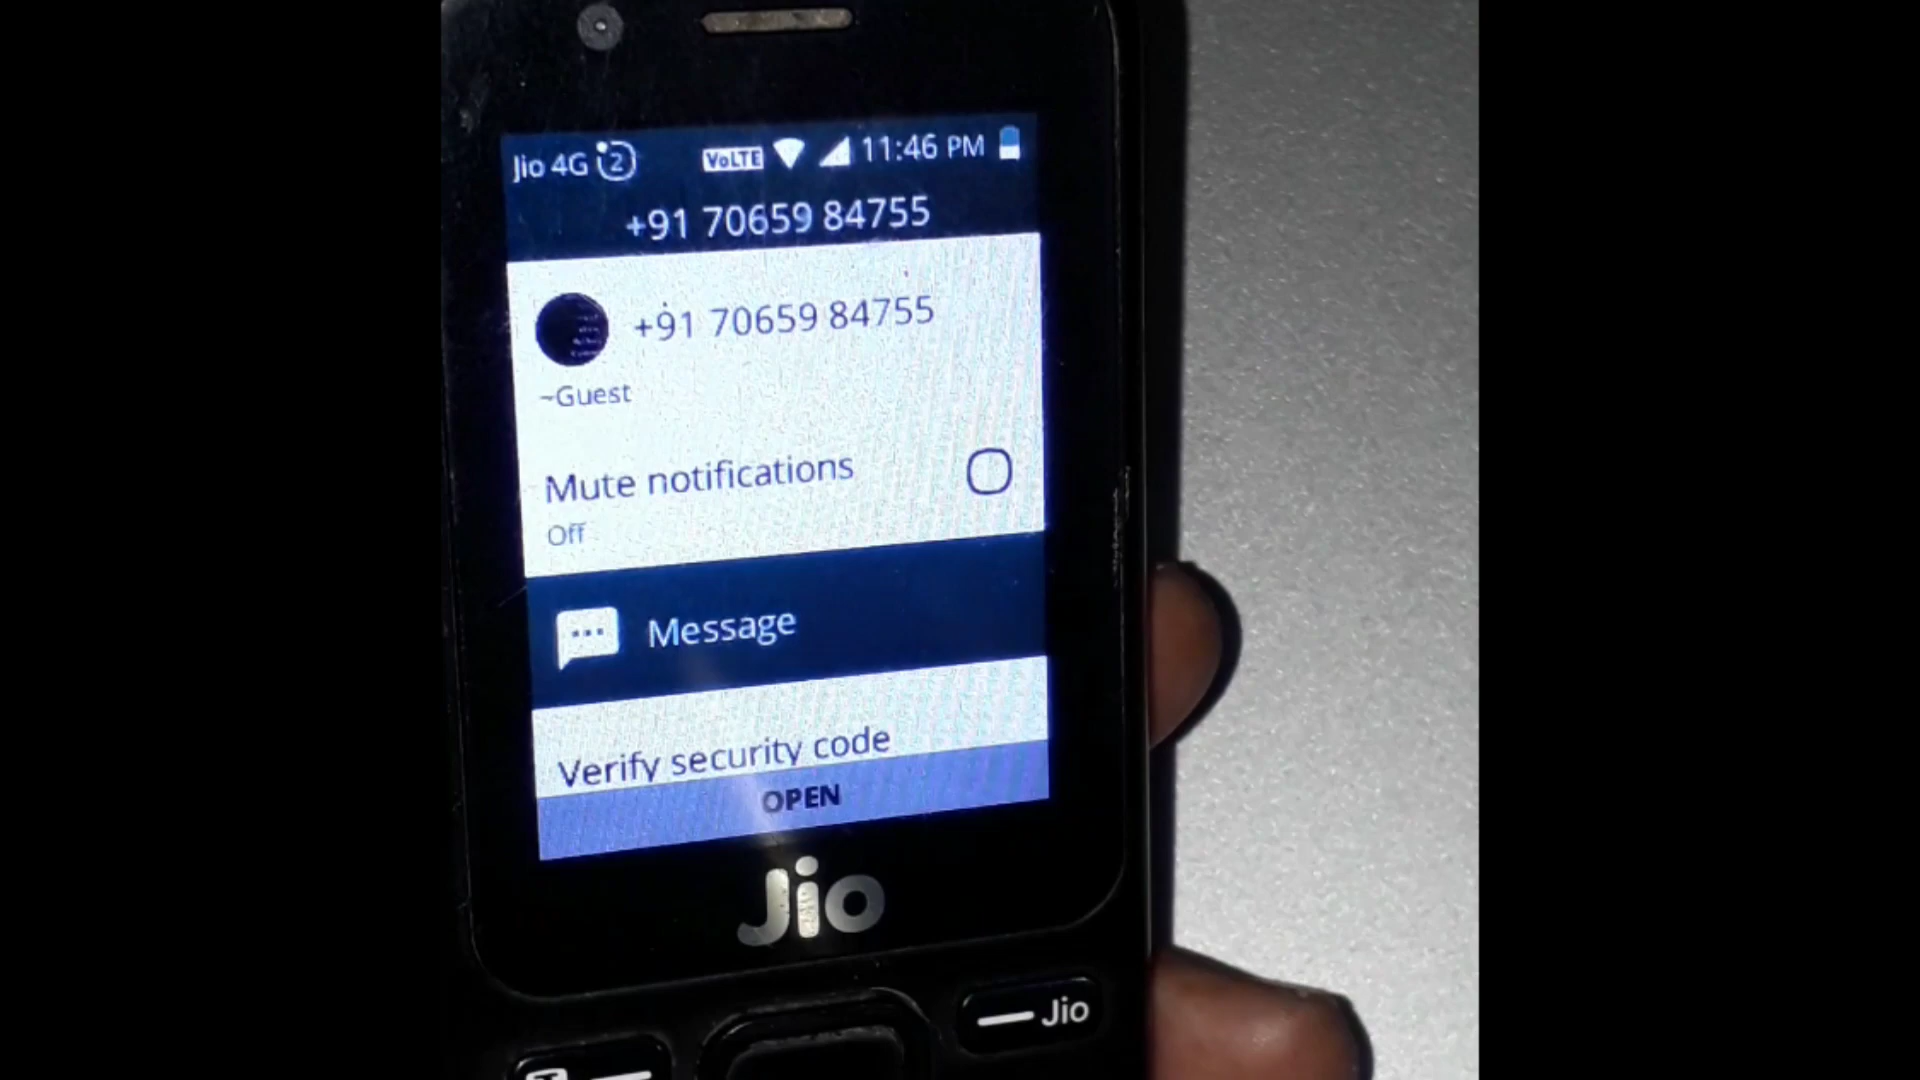 Jio 4G 2 VoLTE 11:46 PM
+91 70659 84755
+91 70659 84755
~Guest
Mute notifications
Off
Message
Verify security code
OPEN
Jio
Jio